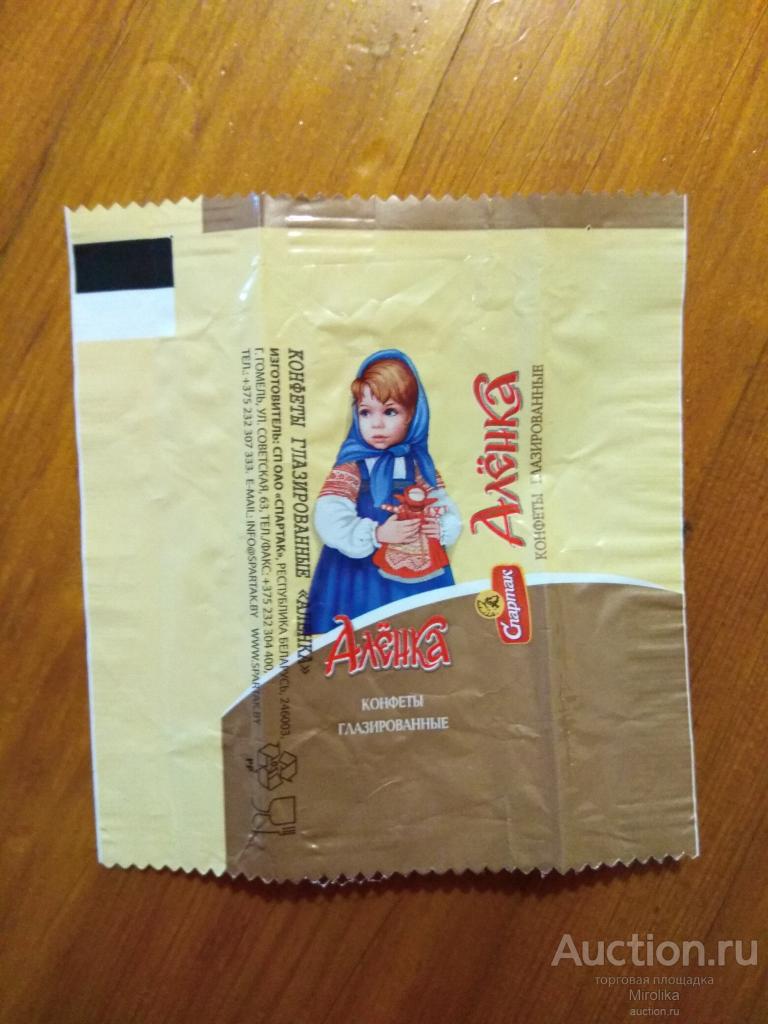 Алёнка
КОНФЕТЫ
ГЛАЗИРОВАННЫЕ
Алёнка
КОНФЕТЫ ГЛАЗИРОВАННЫЕ
Спартак
КОНФЕТЫ ГЛАЗИРОВАННЫЕ «АЛЁНКА»
ИЗГОТОВИТЕЛЬ: СП ОАО «СПАРТАК», РЕСПУБЛИКА БЕЛАРУСЬ, 246003,
Г. ГОМЕЛЬ, УЛ. СОВЕТСКАЯ, 63, ТЕЛ./ФАКС: +375 232 304 400,
ТЕЛ.: +375 232 307 333. E-MAIL: INFO@SPARTAK.BY WWW.SPARTAK.BY
05
PP
Auction.ru
торговая площадка
Mirolika
auction.ru